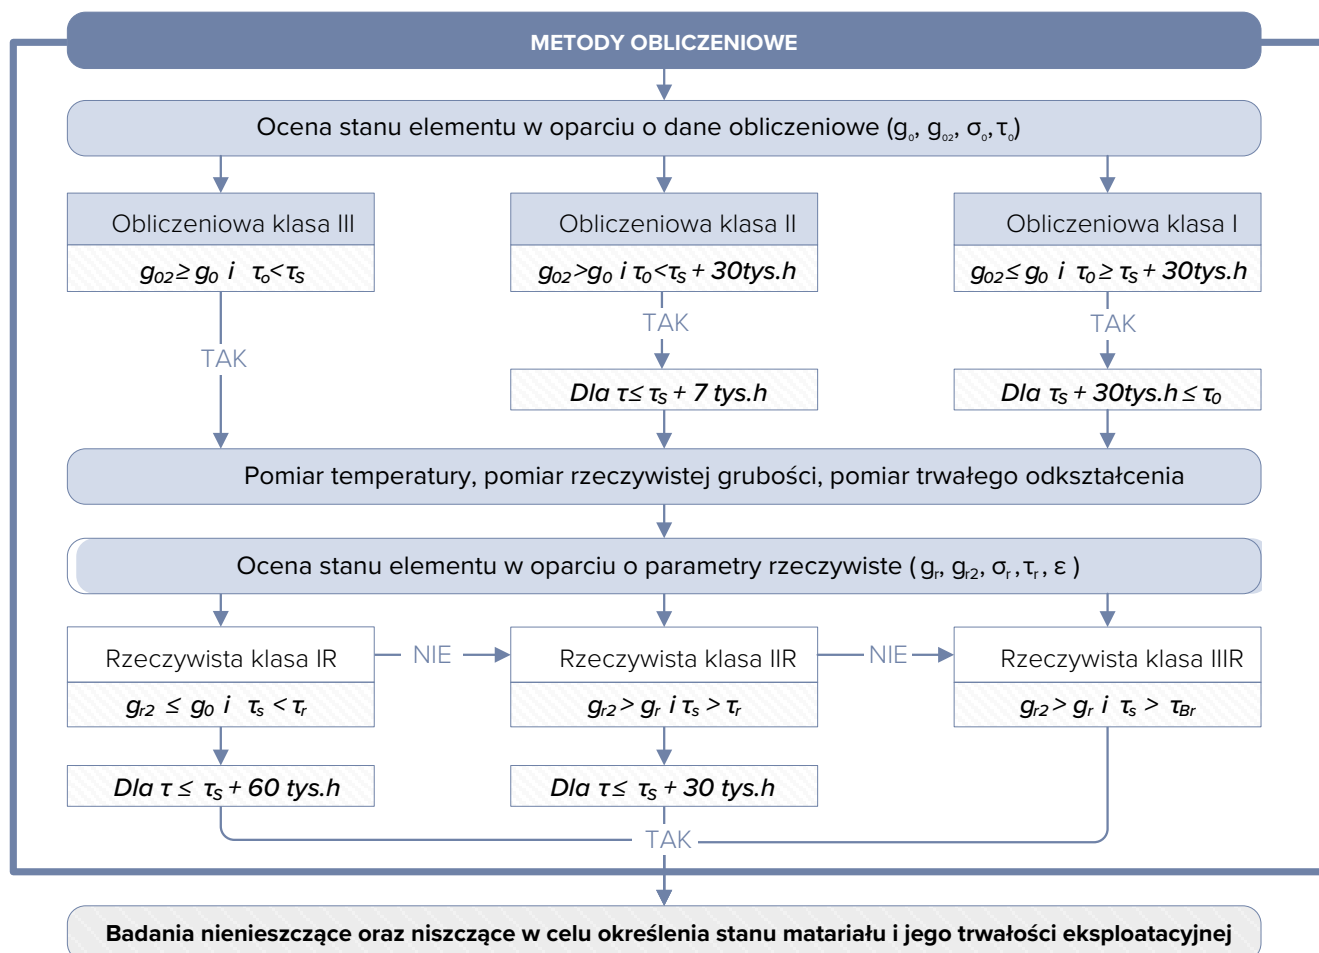 METODY OBLICZENIOWE
Ocena stanu elementu w oparciu o dane obliczeniowe (g₀, g₀₂, σ₀,τ₀)
Obliczeniowa klasa III
g₀₂ ≥ g₀ i τₒ<τₛ
Obliczeniowa klasa II
g₀₂>g₀ i τ₀<τₛ + 30tys.h
Obliczeniowa klasa I
g₀₂≤ g₀ i τ₀ ≥ τₛ + 30tys.h
TAK
TAK
TAK
Dla τ≤ τₛ + 7 tys.h
Dla τₛ + 30tys.h ≤ τ₀
Pomiar temperatury, pomiar rzeczywistej grubości, pomiar trwałego odkształcenia
Ocena stanu elementu w oparciu o parametry rzeczywiste ( gᵣ, gᵣ₂, σᵣ ,τᵣ , ε )
Rzeczywista klasa IR
NIE
Rzeczywista klasa IIR
NIE
Rzeczywista klasa IIIR
gᵣ₂ ≤ g₀ i τₛ < τᵣ
gᵣ₂ > gᵣ i τₛ > τᵣ
gᵣ₂ > gᵣ i τₛ > τBr
Dla τ ≤ τₛ + 60 tys.h
Dla τ≤ τₛ + 30 tys.h
TAK
Badania nienieszczące oraz niszczące w celu określenia stanu matariału i jego trwałości eksploatacyjnej